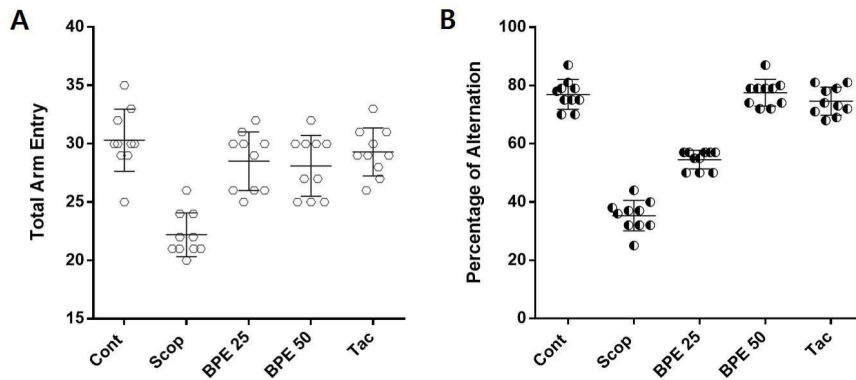 A
Total Arm Entry
40
35
30
25
20
15
Cont
Scop
BPE 25
BPE 50
Tac
B
Percentage of Alternation
100
80
60
40
20
0
Cont
Scop
BPE 25
BPE 50
Tac